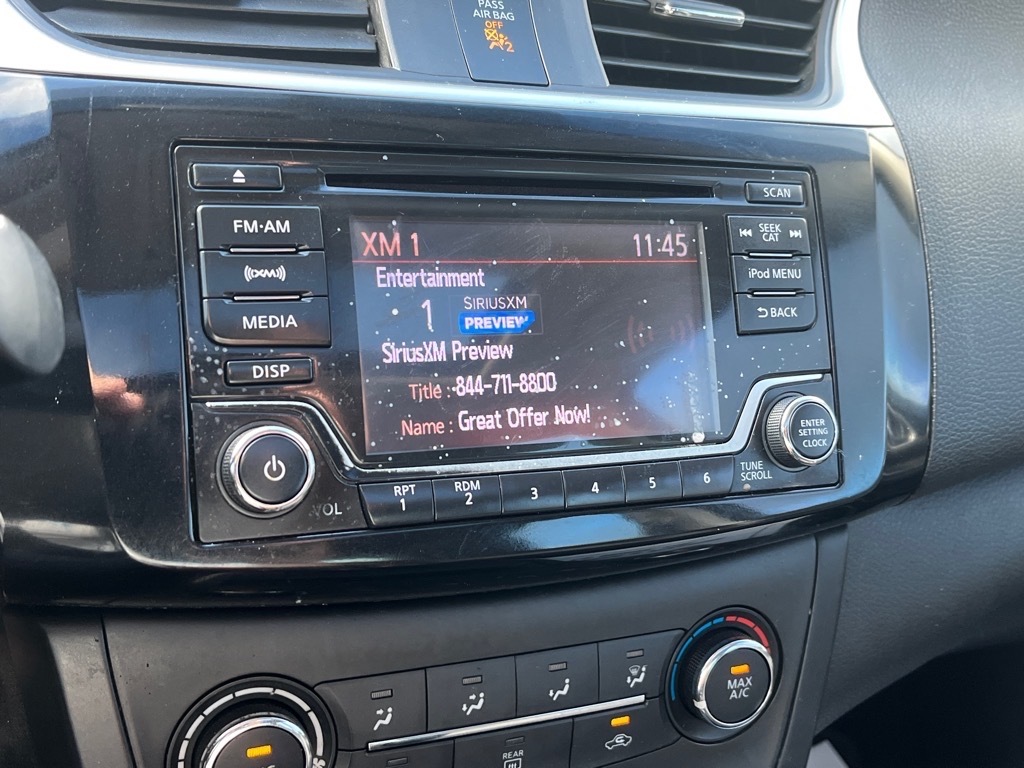 PASS
AIR BAG
OFF
2
SCAN
FM·AM
XM 1
11:45
SEEK
CAT
((XM))
Entertainment
iPod MENU
1
SIRIUSXM
PREVIEW
MEDIA
BACK
SiriusXM Preview
DISP
Title : 844-711-8800
Name : Great Offer Now!
ENTER
SETTING
CLOCK
VOL
RPT
1
RDM
2
3
4
5
6
TUNE
SCROLL
MAX
A/C
REAR